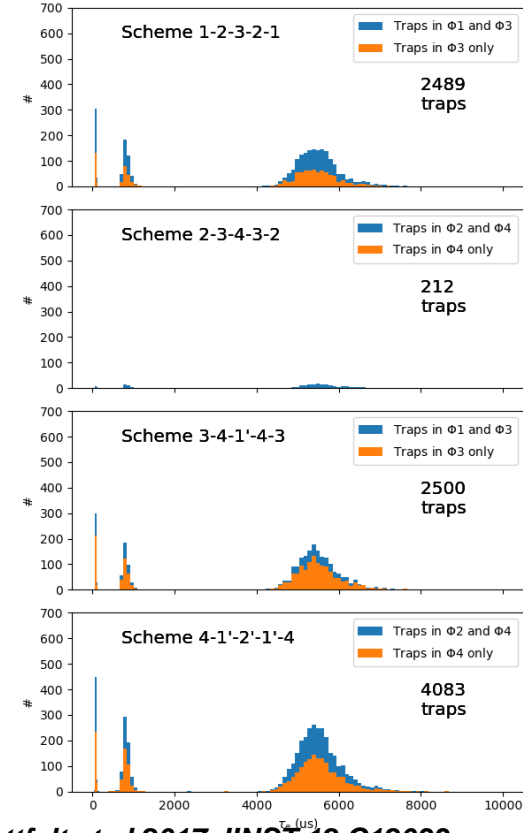 700
600
500
400
300
200
100
0
#
Scheme 1-2-3-2-1
Traps in Φ1 and Φ3
Traps in Φ3 only
2489
traps
700
600
500
400
300
200
100
0
#
Scheme 2-3-4-3-2
Traps in Φ2 and Φ4
Traps in Φ4 only
212
traps
700
600
500
400
300
200
100
0
#
Scheme 3-4-1'-4-3
Traps in Φ1 and Φ3
Traps in Φ3 only
2500
traps
700
600
500
400
300
200
100
0
#
Scheme 4-1'-2'-1'-4
Traps in Φ2 and Φ4
Traps in Φ4 only
4083
traps
0 2000 4000 6000 8000 10000
(us)
et al 2017 JINST 12